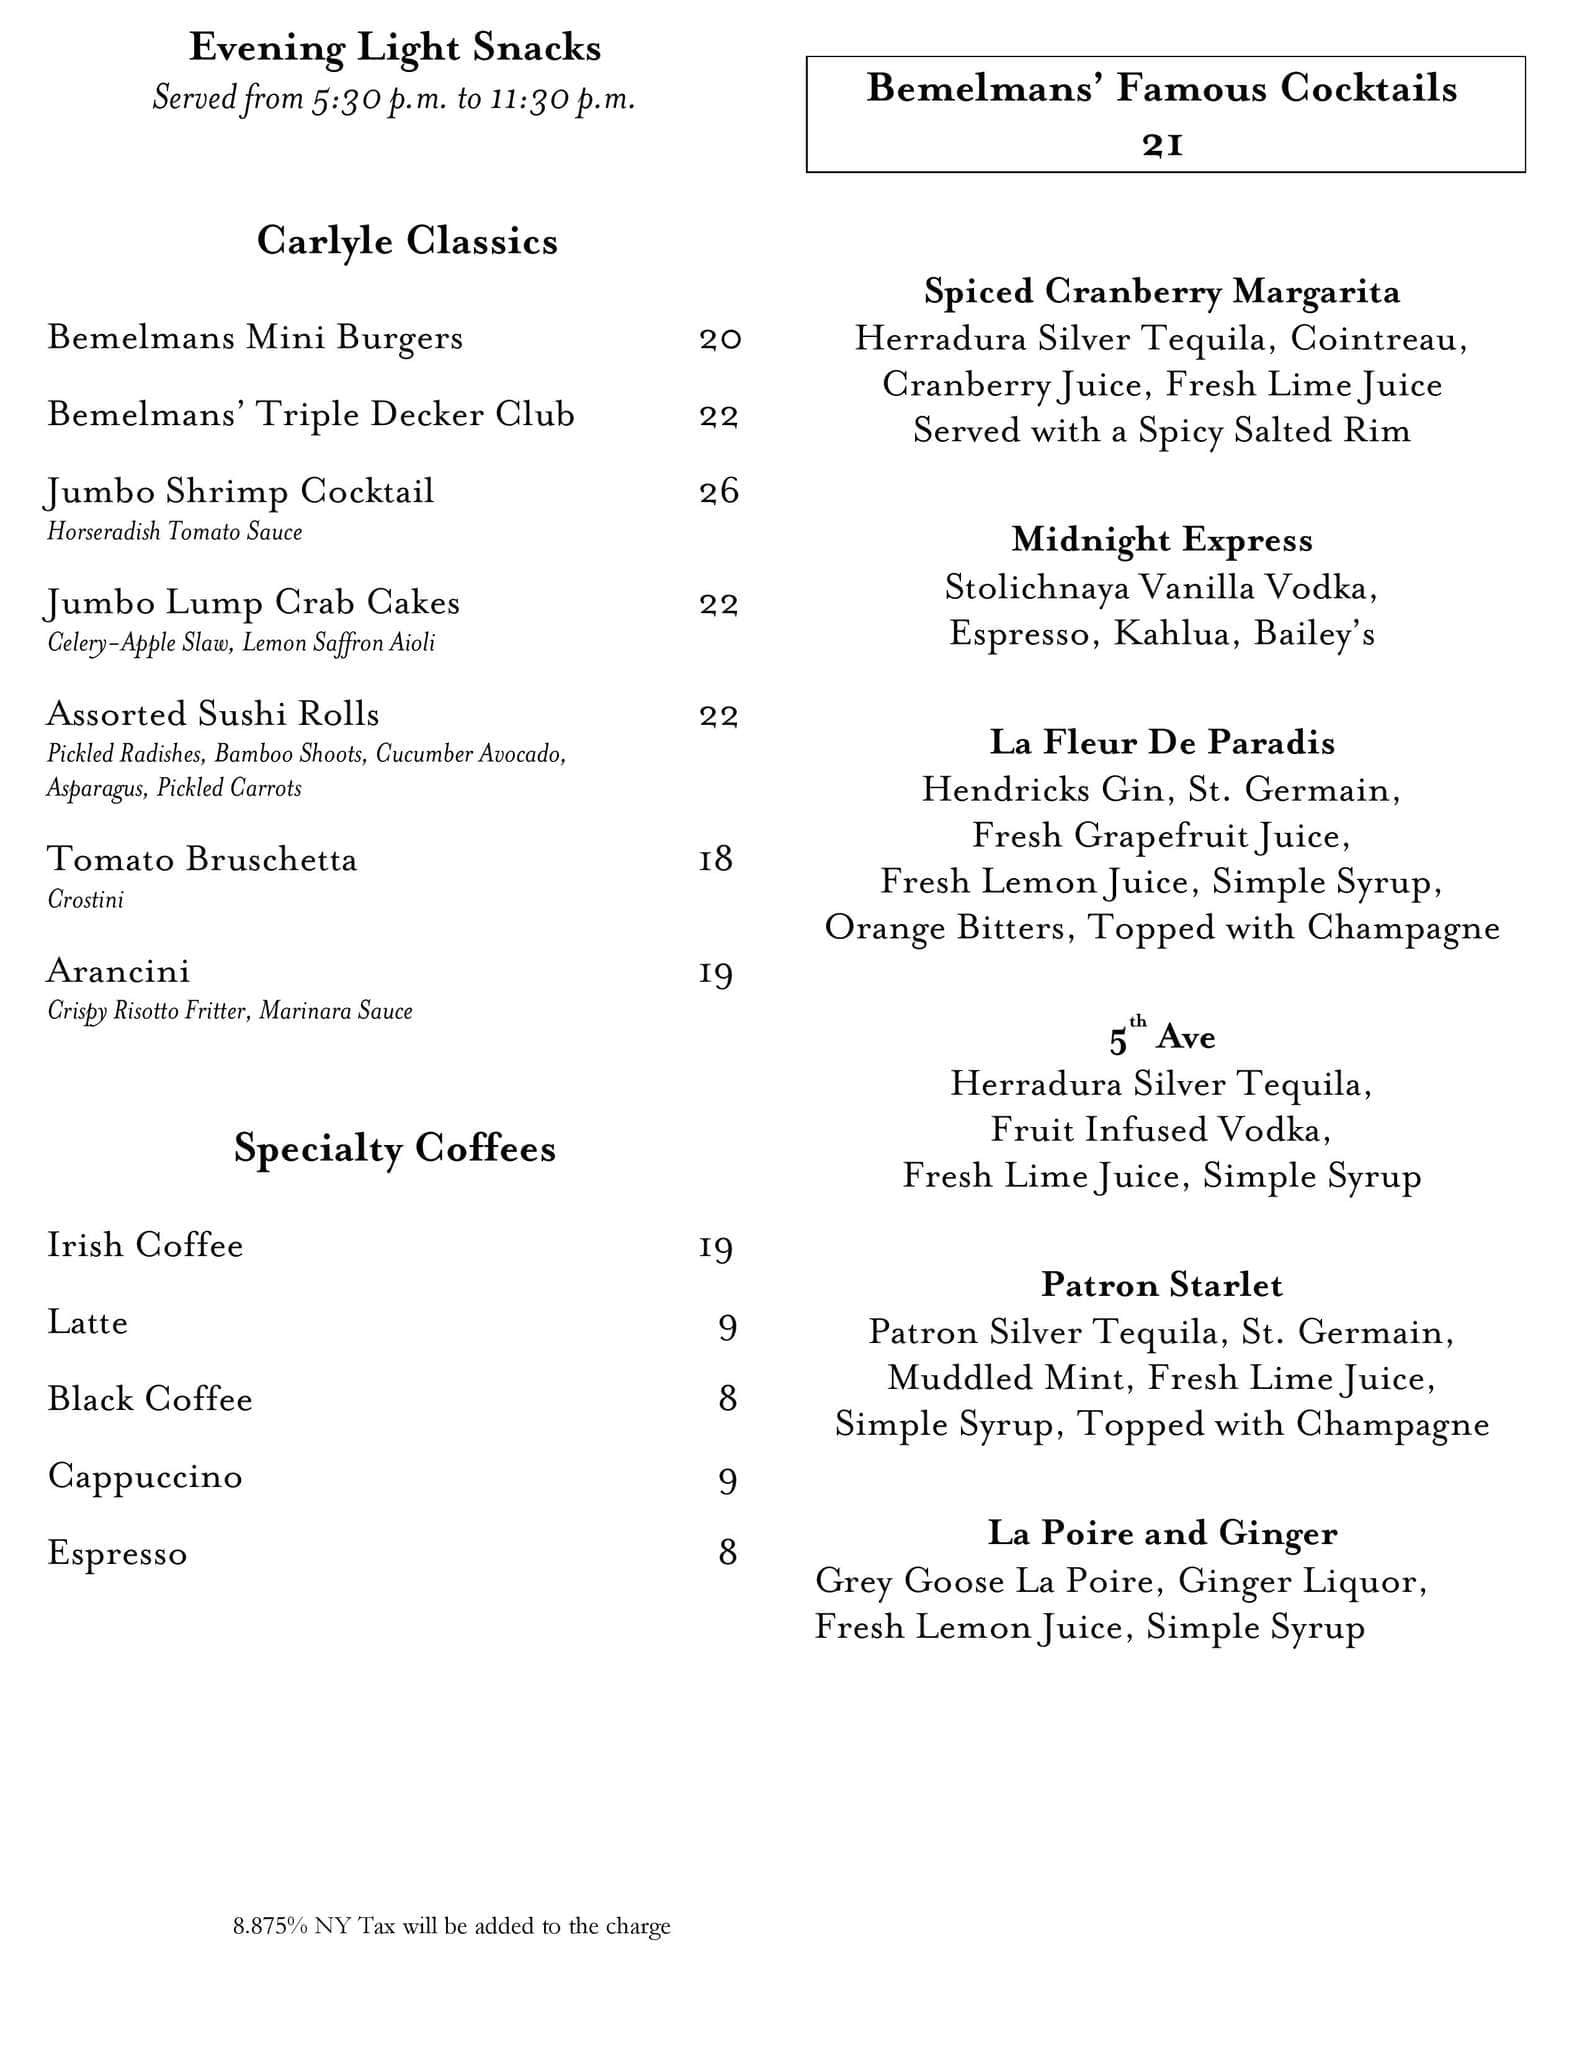 Evening Light Snacks
Served from 5:30 p.m. to 11:30 p.m.
Carlyle Classics
Bemelmans Mini Burgers 20
Bemelmans’ Triple Decker Club 22
Jumbo Shrimp Cocktail 26
Horseradish Tomato Sauce
Jumbo Lump Crab Cakes 22
Celery-Apple Slaw, Lemon Saffron Aioli
Assorted Sushi Rolls 22
Pickled Radishes, Bamboo Shoots, Cucumber Avocado,
Asparagus, Pickled Carrots
Tomato Bruschetta 18
Crostini
Arancini 19
Crispy Risotto Fritter, Marinara Sauce
Specialty Coffees
Irish Coffee 19
Latte 9
Black Coffee 8
Cappuccino 9
Espresso 8
8.875% NY Tax will be added to the charge
Bemelmans’ Famous Cocktails
21
Spiced Cranberry Margarita
Herradura Silver Tequila, Cointreau,
Cranberry Juice, Fresh Lime Juice
Served with a Spicy Salted Rim
Midnight Express
Stolichnaya Vanilla Vodka,
Espresso, Kahlua, Bailey’s
La Fleur De Paradis
Hendricks Gin, St. Germain,
Fresh Grapefruit Juice,
Fresh Lemon Juice, Simple Syrup,
Orange Bitters, Topped with Champagne
5th Ave
Herradura Silver Tequila,
Fruit Infused Vodka,
Fresh Lime Juice, Simple Syrup
Patron Starlet
Patron Silver Tequila, St. Germain,
Muddled Mint, Fresh Lime Juice,
Simple Syrup, Topped with Champagne
La Poire and Ginger
Grey Goose La Poire, Ginger Liquor,
Fresh Lemon Juice, Simple Syrup